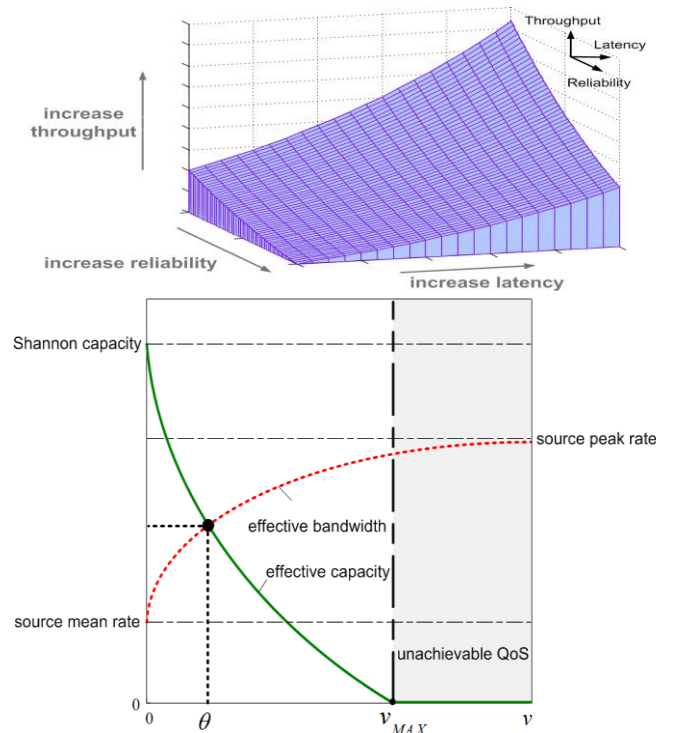 Throughput
Latency
Reliability
increase
throughput
increase reliability
increase latency
Shannon capacity
source peak rate
effective bandwidth
effective capacity
source mean rate
unachievable QoS
0
0
θ
v_MAX
v